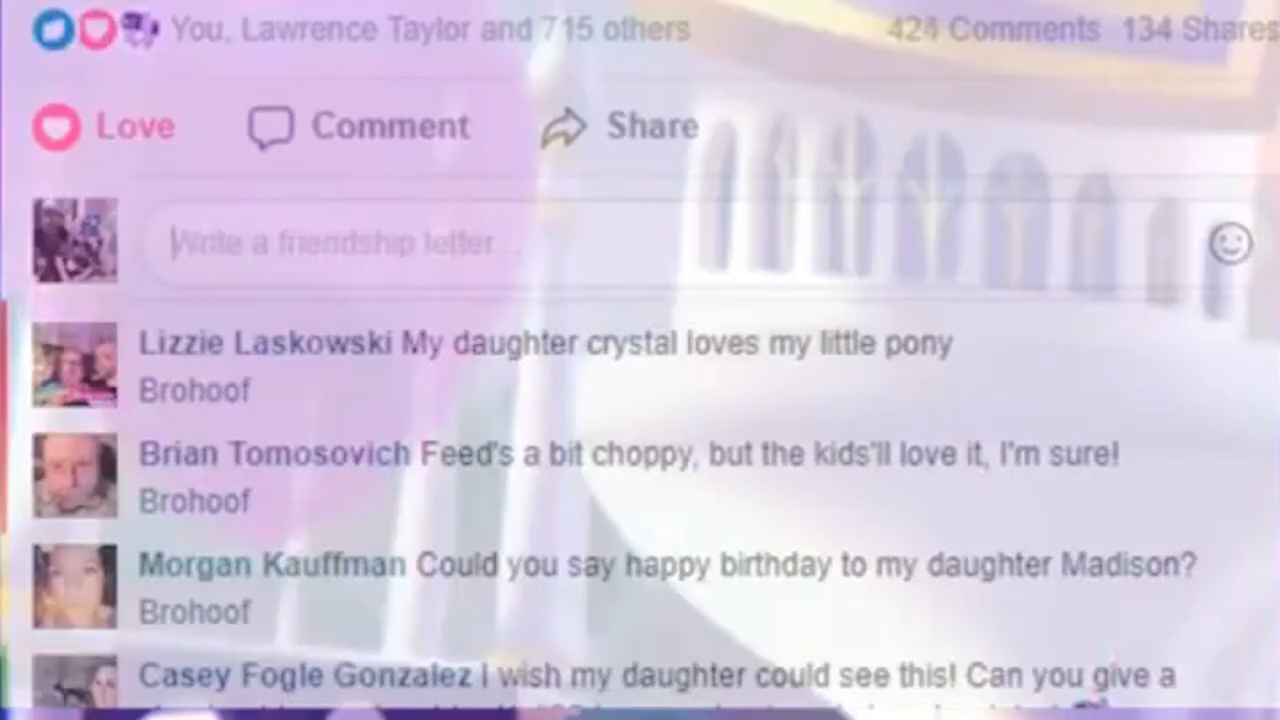 You, Lawrence Taylor and 715 others 424 Comments 134 Shares
Love Comment Share
Write a friendship letter...
Lizzie Laskowski My daughter crystal loves my little pony
Brohoof
Brian Tomosovich Feed's a bit choppy, but the kids'll love it, I'm sure!
Brohoof
Morgan Kauffman Could you say happy birthday to my daughter Madison?
Brohoof
Casey Fogle Gonzalez I wish my daughter could see this! Can you give a